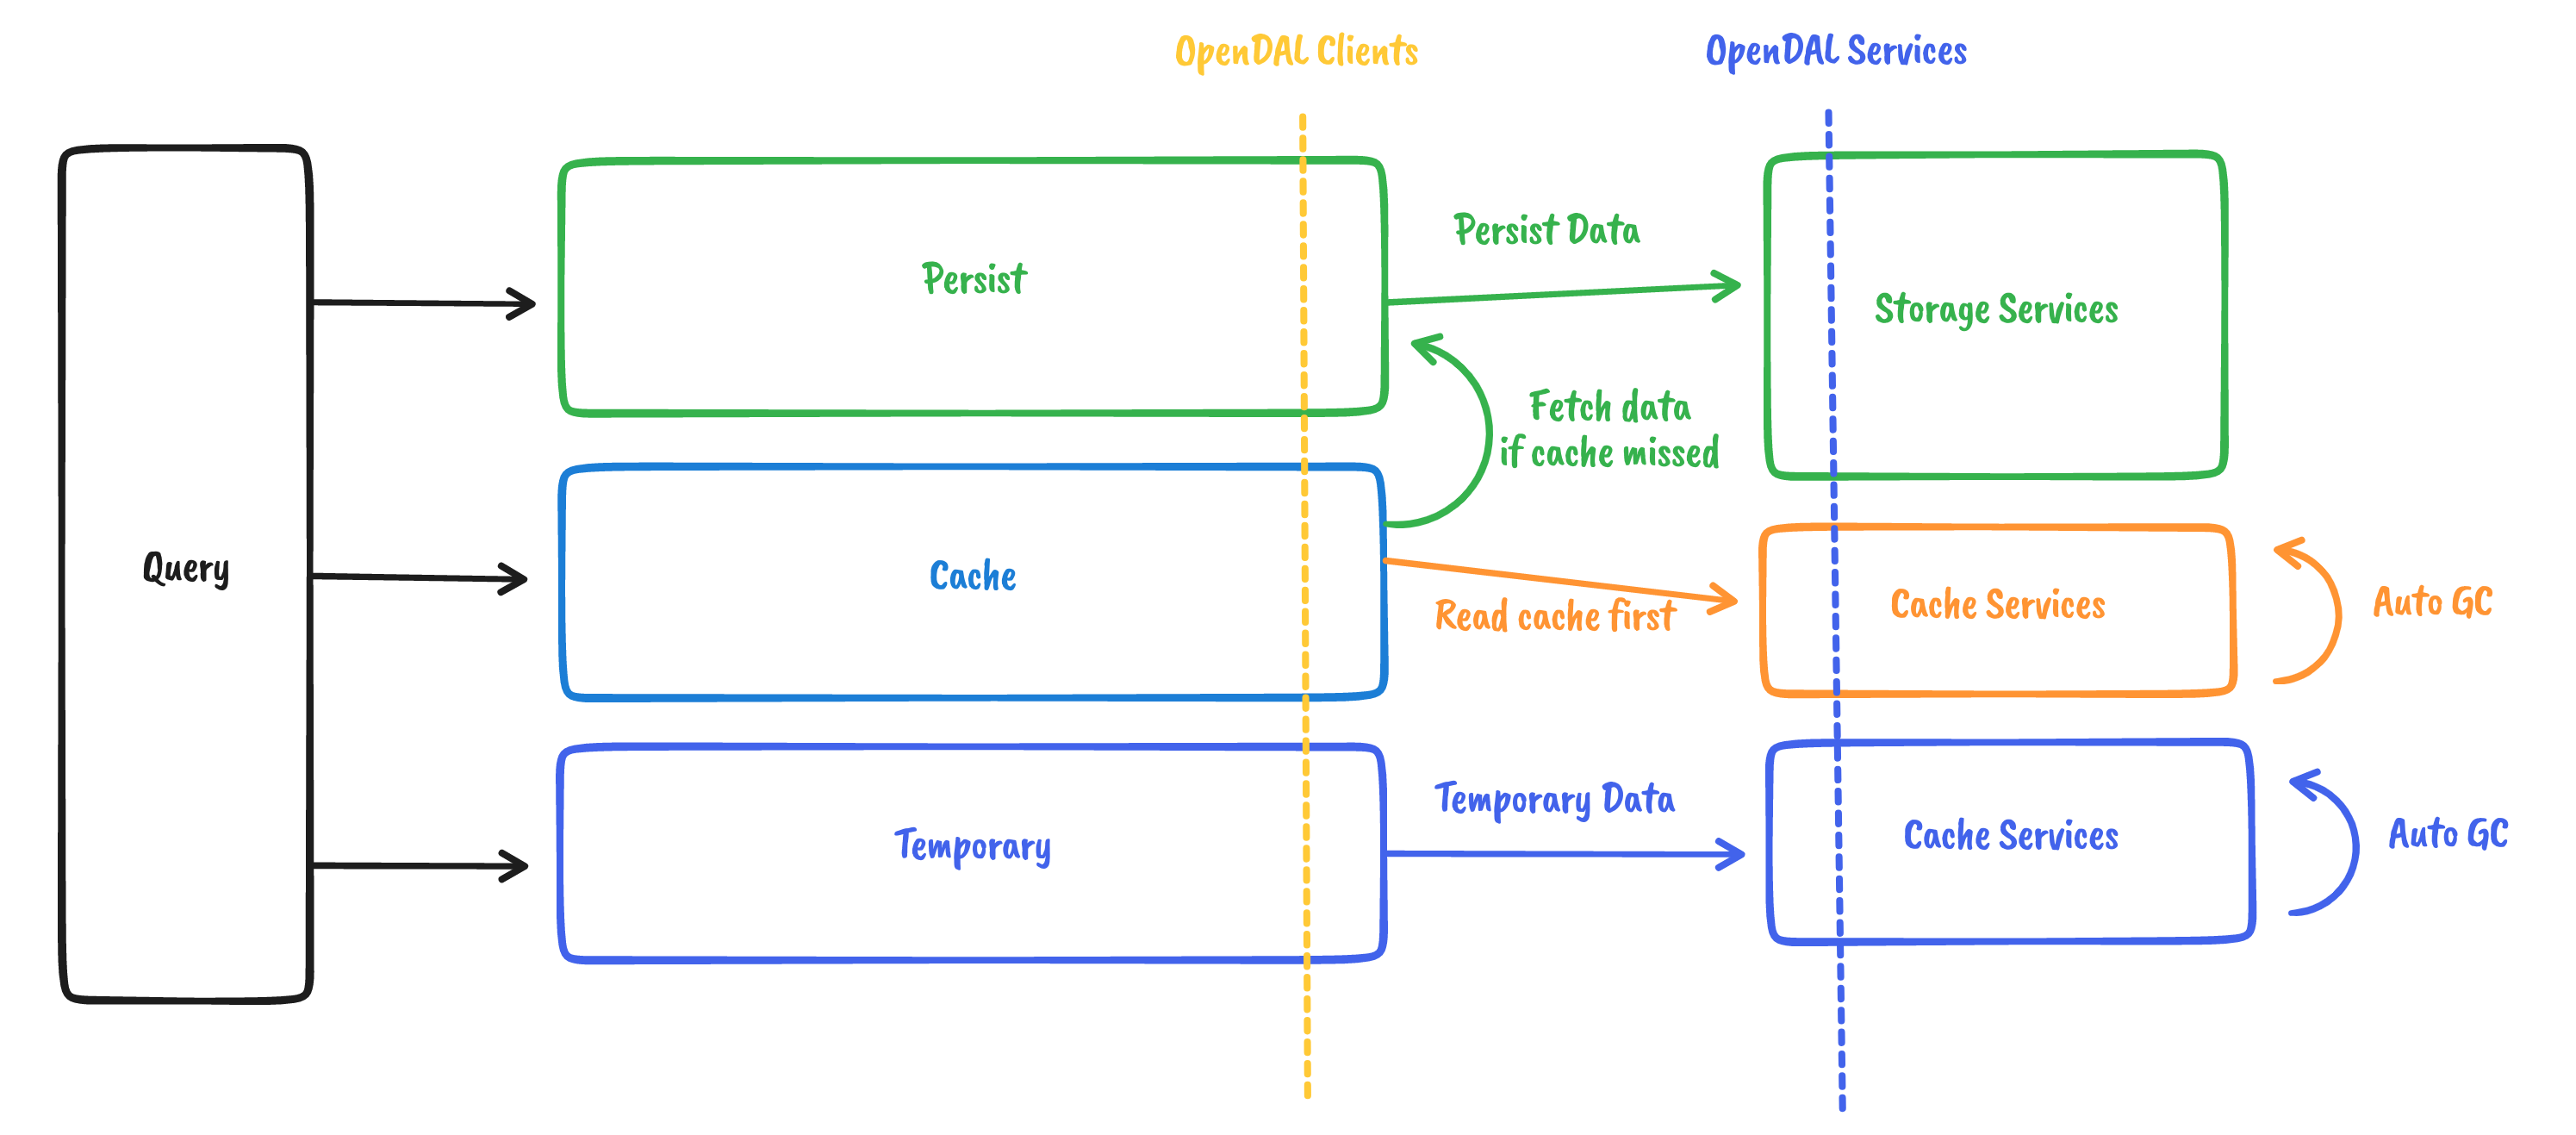 OpenDAL Clients
OpenDAL Services
Persist Data
Persist
Storage Services
Fetch data
if cache missed
Query
Cache
Read cache first
Cache Services
Auto GC
Temporary Data
Temporary
Cache Services
Auto GC